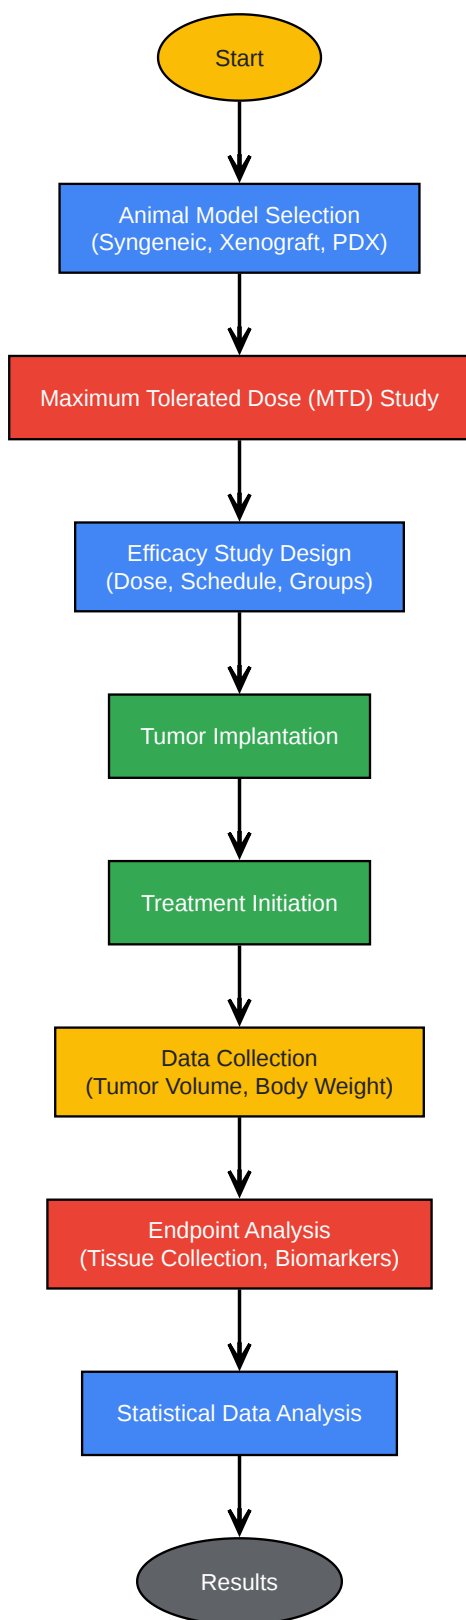 Start
Animal Model Selection
(Syngeneic, Xenograft, PDX)
Maximum Tolerated Dose (MTD) Study
Efficacy Study Design
(Dose, Schedule, Groups)
Tumor Implantation
Treatment Initiation
Data Collection
(Tumor Volume, Body Weight)
Endpoint Analysis
(Tissue Collection, Biomarkers)
Statistical Data Analysis
Results